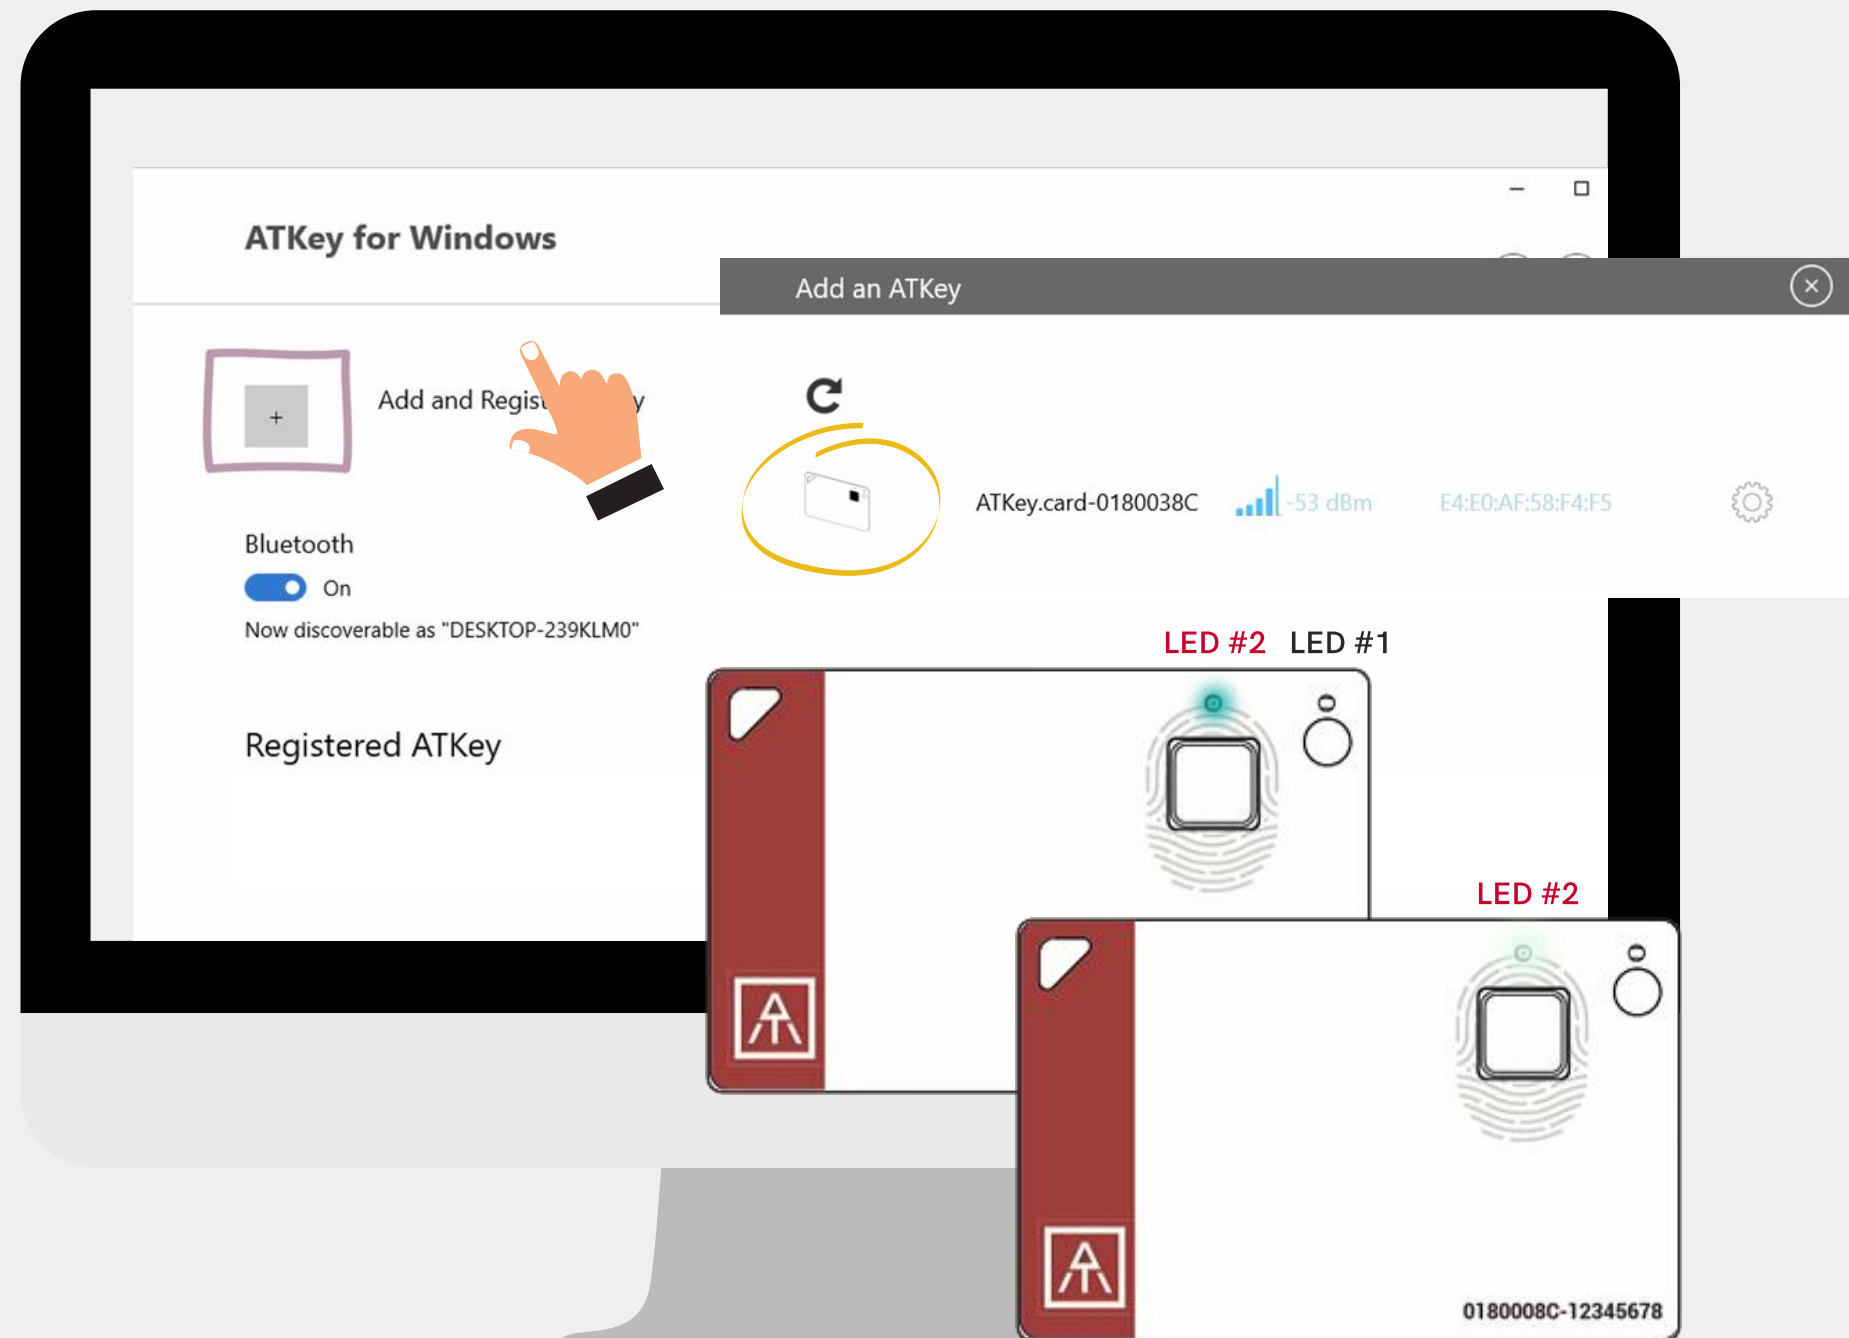 ATKey for Windows
Add an ATKey
Add and Regis y
ATKey.card-0180038C -53 dBm E4:E0:AF:58:F4:F5
Bluetooth
On
Now discoverable as "DESKTOP-239KLM0"
LED #2 LED #1
Registered ATKey
LED #2
0180008C-12345678